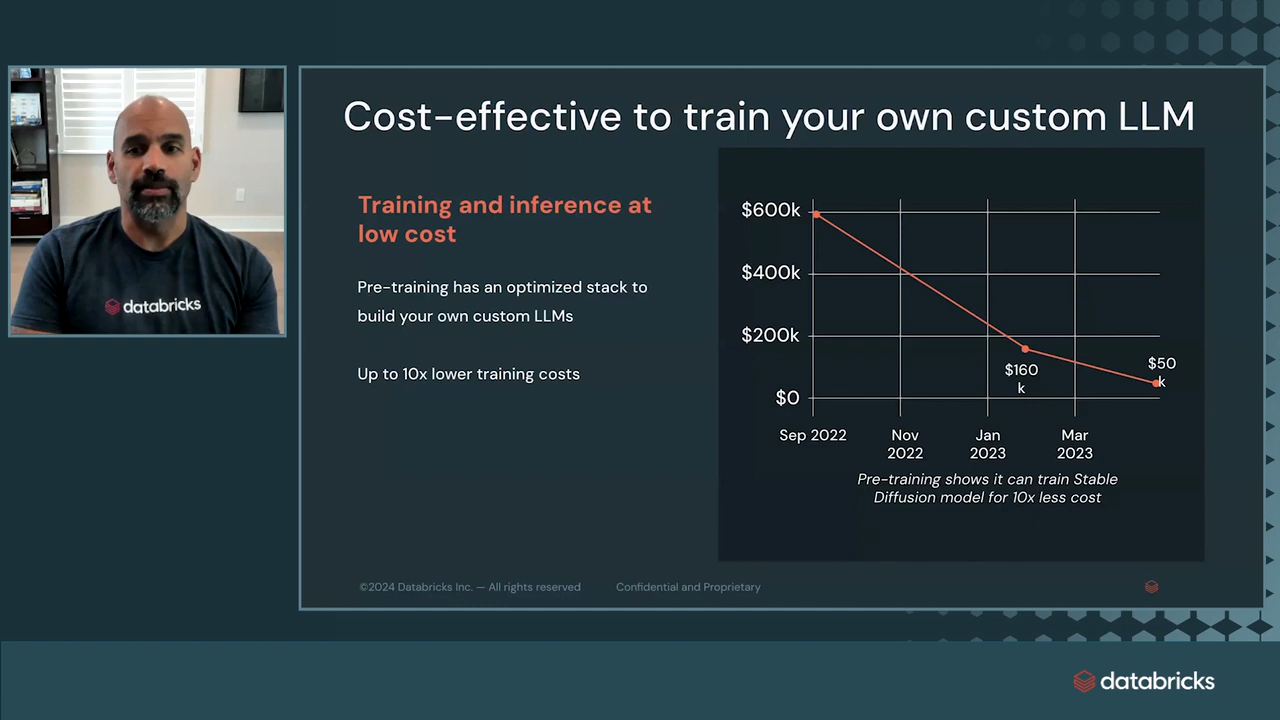 Cost-effective to train your own custom LLM
Training and inference at
low cost
Pre-training has an optimized stack to
build your own custom LLMs
Up to 10x lower training costs
$600k
$400k
$200k
$0
$160
k
$50
k
Sep 2022
Nov
2022
Jan
2023
Mar
2023
Pre-training shows it can train Stable
Diffusion model for 10x less cost
©2024 Databricks Inc. — All rights reserved
Confidential and Proprietary
databricks
databricks